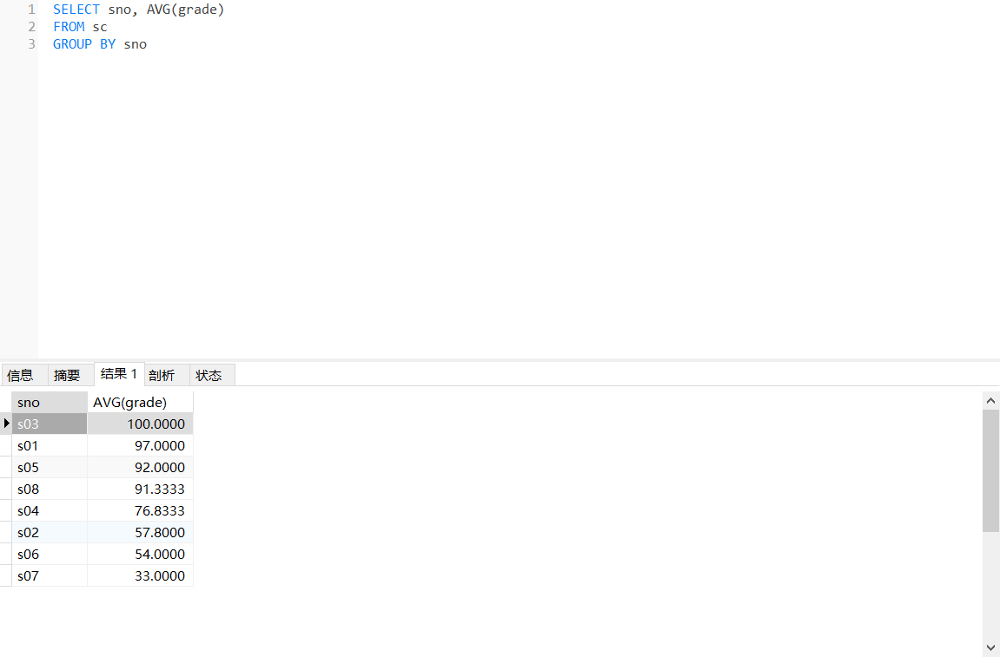 1 SELECT sno, AVG(grade)
2 FROM sc
3 GROUP BY sno
信息 摘要 结果 1 剖析 状态
sno AVG(grade)
s03 100.0000
s01 97.0000
s05 92.0000
s08 91.3333
s04 76.8333
s02 57.8000
s06 54.0000
s07 33.0000